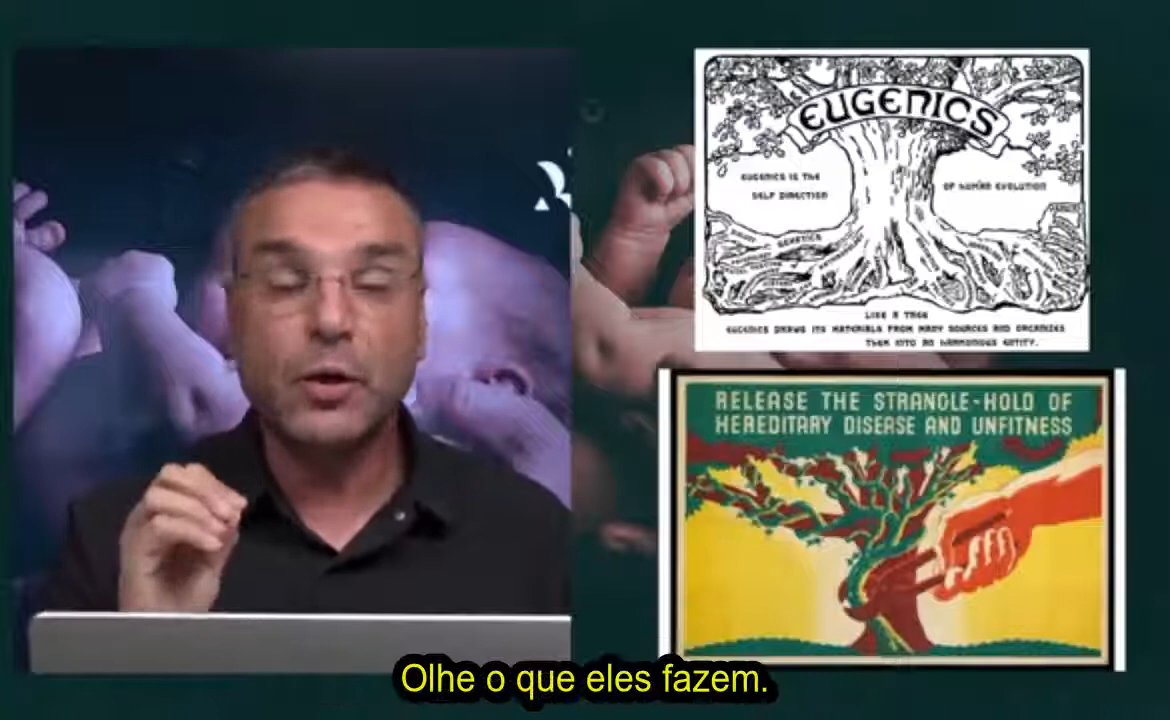 EUGENICS
EUGENICS IS THE
SELF DIRECTION
OF HUMAN EVOLUTION
GENETICS
LIKE A TREE
EUGENICS DRAWS ITS MATERIALS FROM MANY SOURCES AND ORGANIZES
THEM INTO AN HARMONIOUS ENTITY.
RELEASE THE STRANGLE-HOLD OF
HEREDITARY DISEASE AND UNFITNESS
Olhe o que eles fazem.